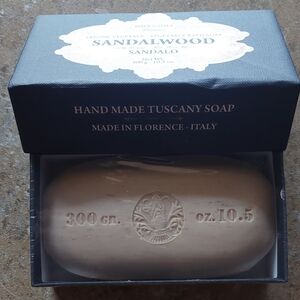 SANDALWOOD
SANDALO
HAND MADE TUSCANY SOAP
MADE IN FLORENCE - ITALY
300 GR.
oz. 10.5